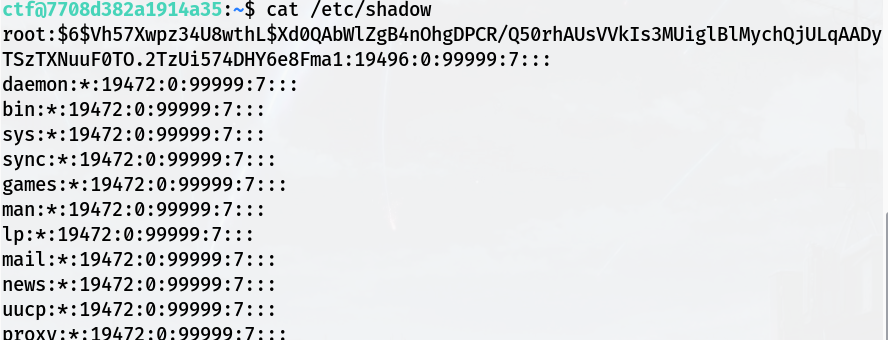 ctf@7708d382a1914a35:~$ cat /etc/shadow
root:$6$Vh57Xwpz34U8wthL$Xd0QAbWlZgB4nOhgDPCR/Q50rhAUsVVkIs3MUiglBlMychQjULqAADy
TSzTXNuuF0TO.2TzUi574DHY6e8Fma1:19496:0:99999:7:::
daemon:*:19472:0:99999:7:::
bin:*:19472:0:99999:7:::
sys:*:19472:0:99999:7:::
sync:*:19472:0:99999:7:::
games:*:19472:0:99999:7:::
man:*:19472:0:99999:7:::
lp:*:19472:0:99999:7:::
mail:*:19472:0:99999:7:::
news:*:19472:0:99999:7:::
uucp:*:19472:0:99999:7:::
proxy:*:19472:0:99999:7:::